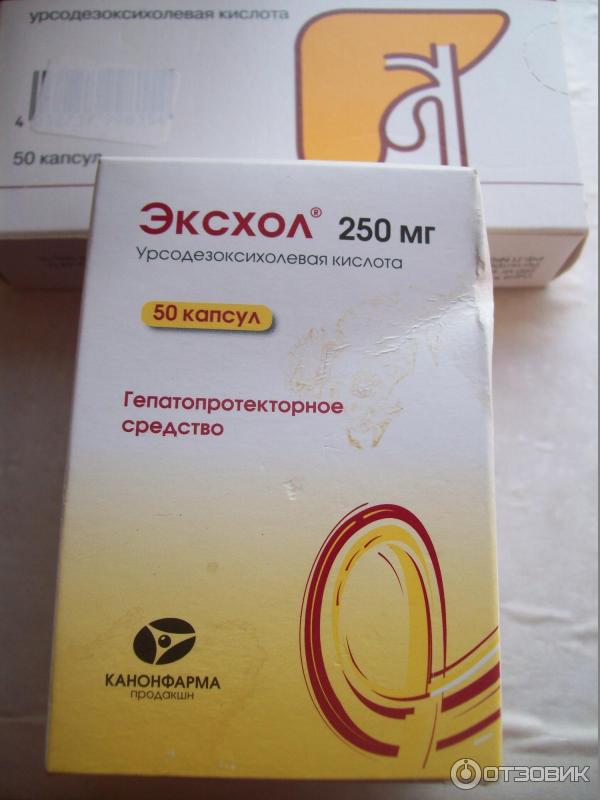 урсодезоксихолевая кислота
50 капсул
Эксхол® 250 мг
Урсодезоксихолевая кислота
50 капсул
Гепатопротекторное
средство
КАНОНФАРМА
продакшн
ОТЗОВИК